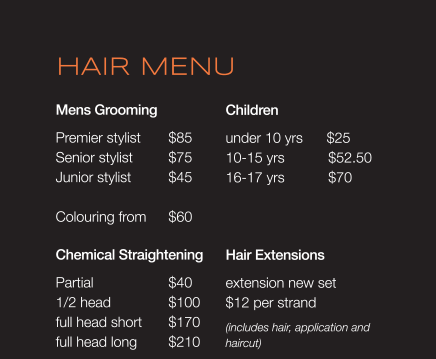 HAIR MENU
Mens Grooming
Premier stylist $85
Senior stylist $75
Junior stylist $45
Colouring from $60
Children
under 10 yrs $25
10-15 yrs $52.50
16-17 yrs $70
Chemical Straightening
Partial $40
1/2 head $100
full head short $170
full head long $210
Hair Extensions
extension new set
$12 per strand
(includes hair, application and
haircut)